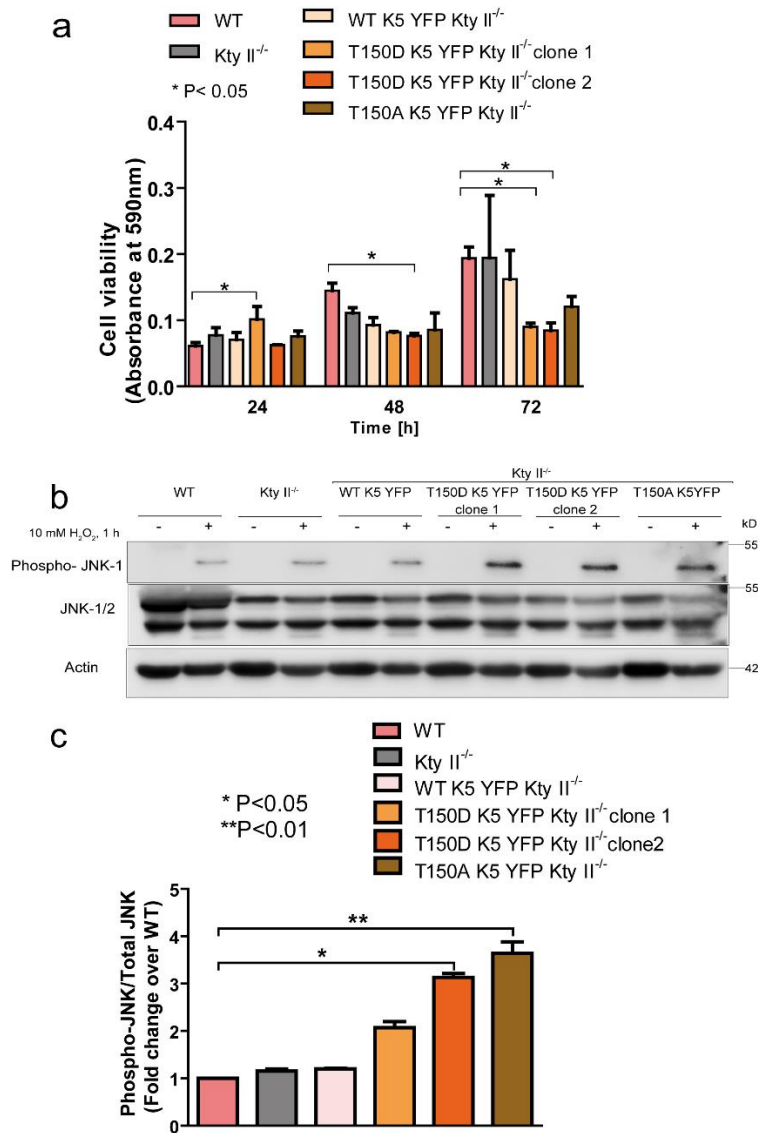 a
WT
Kty II-/-
* P< 0.05
WT K5 YFP Kty II-/-
T150D K5 YFP Kty II-/- clone 1
T150D K5 YFP Kty II-/- clone 2
T150A K5 YFP Kty II-/-
Cell viability
(Absorbance at 590nm)
0.4
0.3
0.2
0.1
0.0
*
*
*
*
24 48 72
Time [h]
b
Kty II-/-
WT Kty II-/- WT K5 YFP T150D K5 YFP clone 1 T150D K5 YFP clone 2 T150A K5YFP
10 mM H2O2, 1 h - + - + - + - + - + - + kD
Phospho- JNK-1 55
JNK-1/2 55
Actin 42
c
WT
Kty II-/-
WT K5 YFP Kty II-/-
T150D K5 YFP Kty II-/- clone 1
T150D K5 YFP Kty II-/- clone2
T150A K5 YFP Kty II-/-
* P<0.05
**P<0.01
Phospho-JNK/Total JNK
(Fold change over WT)
5
4
3
2
1
0
**
*